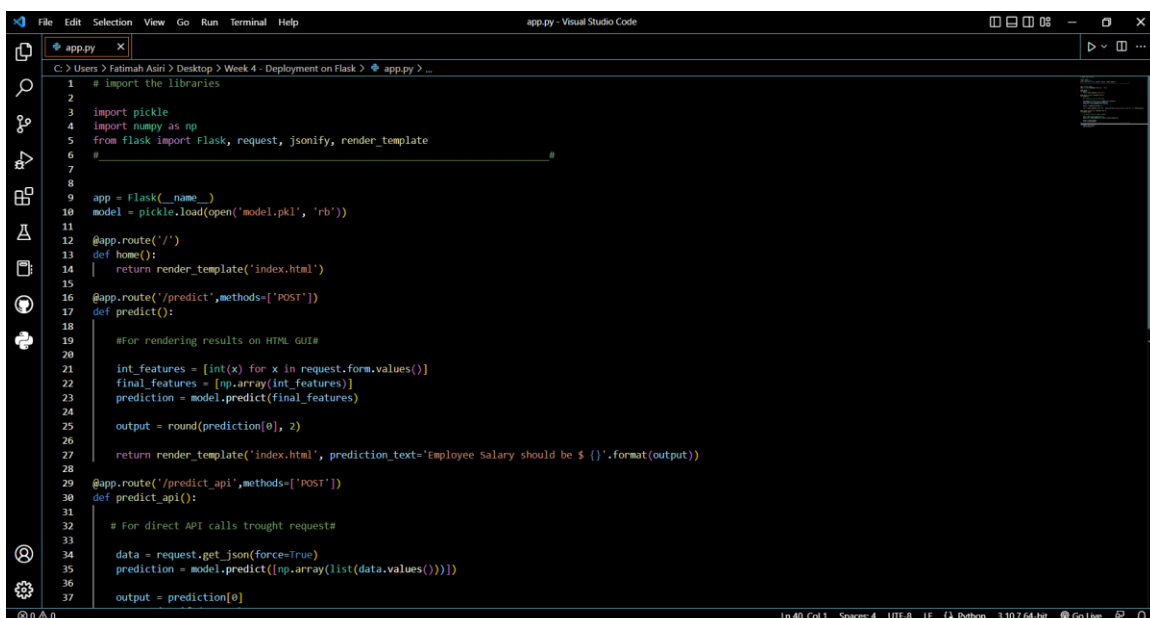 File Edit Selection View Go Run Terminal Help app.py - Visual Studio Code
app.py
C: > Users > Fatimah Asiri > Desktop > Week 4 - Deployment on Flask > app.py > ...
1 # import the libraries
2
3 import pickle
4 import numpy as np
5 from flask import Flask, request, jsonify, render_template
6 #_______________________________________________________________________________#
7
8
9 app = Flask(__name__)
10 model = pickle.load(open('model.pkl', 'rb'))
11
12 @app.route('/')
13 def home():
14 return render_template('index.html')
15
16 @app.route('/predict',methods=['POST'])
17 def predict():
18
19 #For rendering results on HTML GUI#
20
21 int_features = [int(x) for x in request.form.values()]
22 final_features = [np.array(int_features)]
23 prediction = model.predict(final_features)
24
25 output = round(prediction[0], 2)
26
27 return render_template('index.html', prediction_text='Employee Salary should be $ {}'.format(output))
28
29 @app.route('/predict_api',methods=['POST'])
30 def predict_api():
31
32 # For direct API calls trought request#
33
34 data = request.get_json(force=True)
35 prediction = model.predict([np.array(list(data.values()))])
36
37 output = prediction[0]
0 0 Ln 40, Col 1 Spaces: 4 UTF-8 LF Python 3.10.7 64-bit Go Live